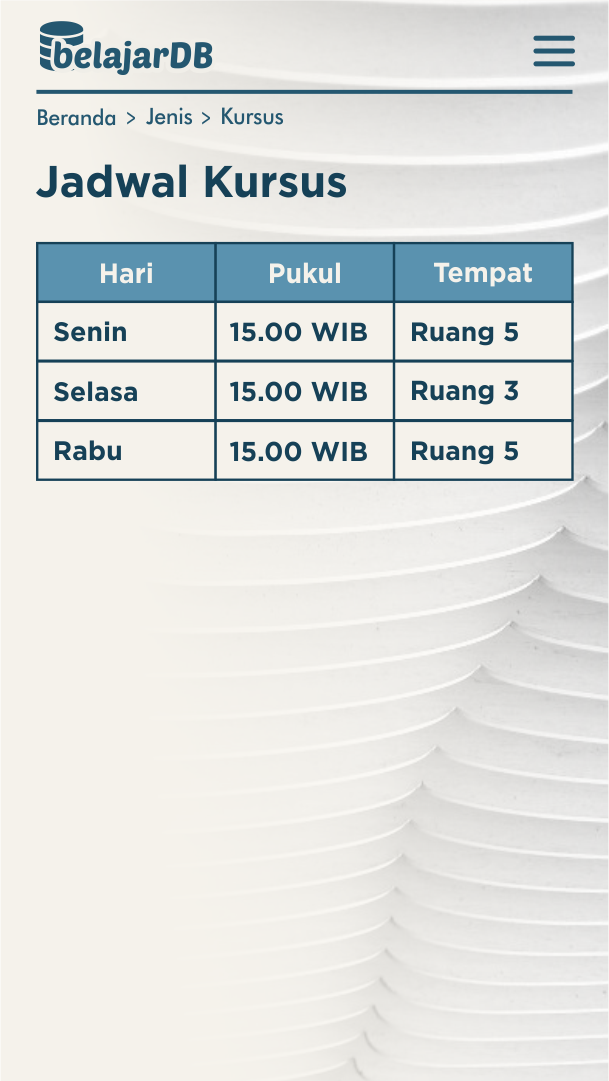 belajarDB
Beranda > Jenis > Kursus
Jadwal Kursus
Hari Pukul Tempat
Senin 15.00 WIB Ruang 5
Selasa 15.00 WIB Ruang 3
Rabu 15.00 WIB Ruang 5